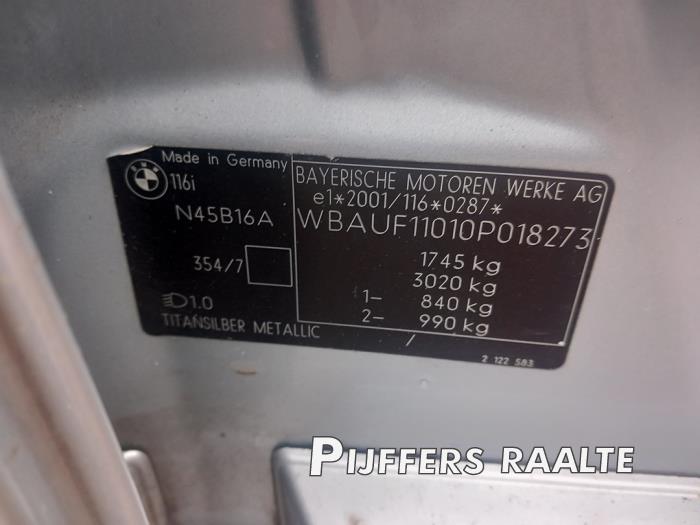 BMW
Made in Germany
116i
N45B16A
354/7
1.0
TITANSILBER METALLIC
BAYERISCHE MOTOREN WERKE AG
e1*2001/116*0287*
WBAUF11010P018273
1745 kg
3020 kg
1- 840 kg
2- 990 kg
/
2 122 583
PIJFFERS RAALTE